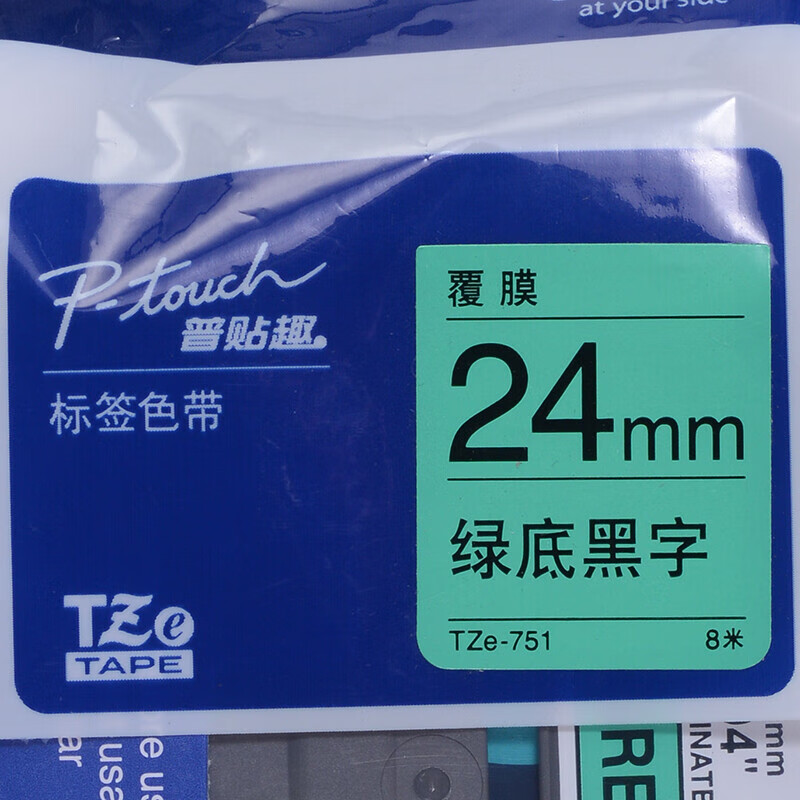 at your side
P-touch
普贴趣
标签色带
覆膜
24mm
绿底黑字
TZe-751 8米
TZe
TAPE
mm